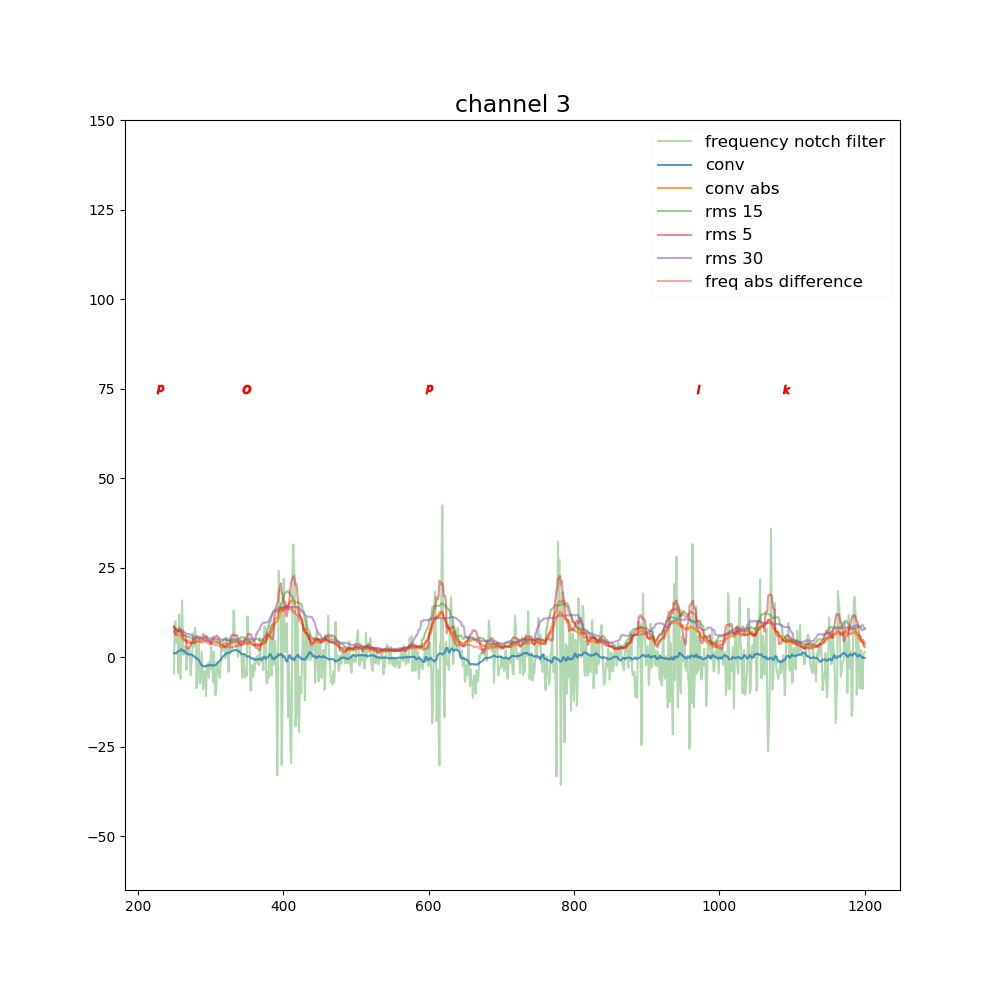 channel 3
150
125
100
75
50
25
0
−25
−50
frequency notch filter
conv
conv abs
rms 15
rms 5
rms 30
freq abs difference
p o p l k
200 400 600 800 1000 1200